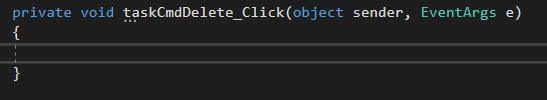 private void taskCmdDelete_Click(object sender, EventArgs e)
{
}